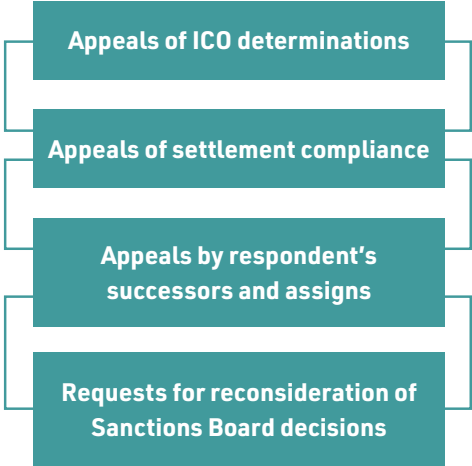 Appeals of ICO determinations
Appeals of settlement compliance
Appeals by respondent's
successors and assigns
Requests for reconsideration of
Sanctions Board decisions